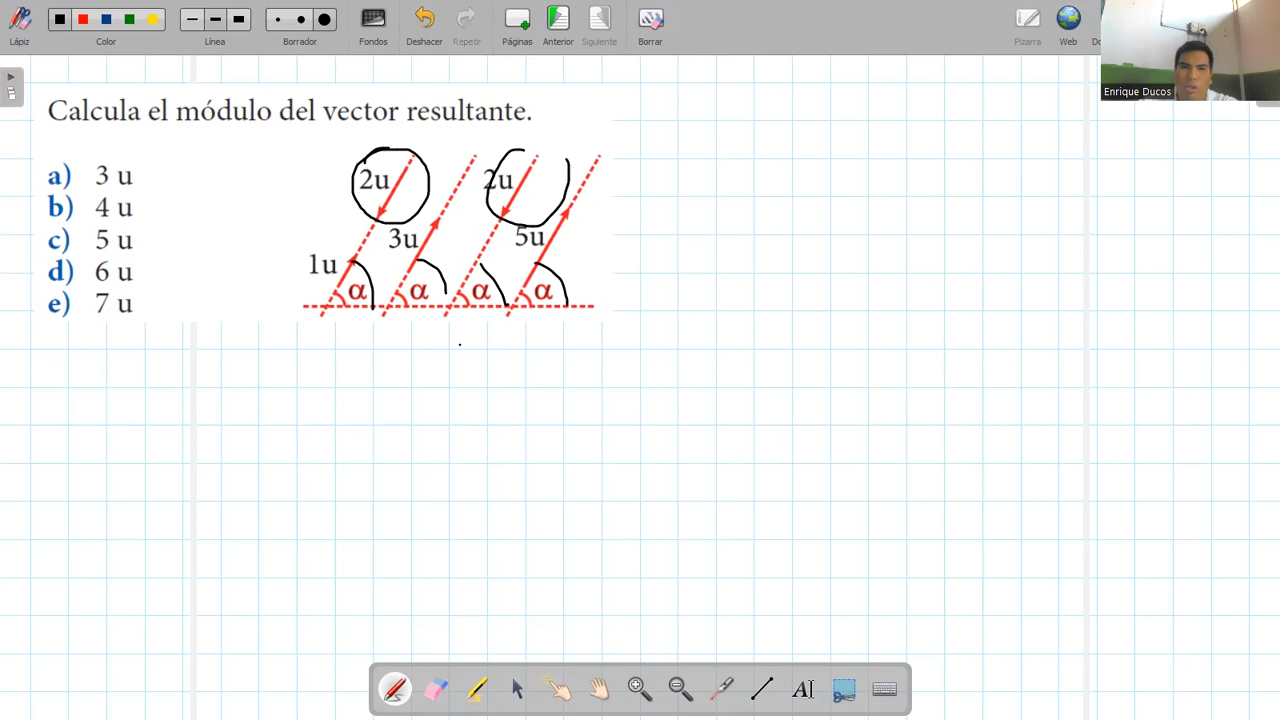 Lápiz
Color
Línea
Borrador
Fondos
Deshacer
Repetir
Páginas
Anterior
Siguiente
Borrar
Pizarra
Web
Enrique Ducos
Calcula el módulo del vector resultante.
a) 3 u
b) 4 u
c) 5 u
d) 6 u
e) 7 u
2u
2u
3u
5u
1u
α
α
α
α